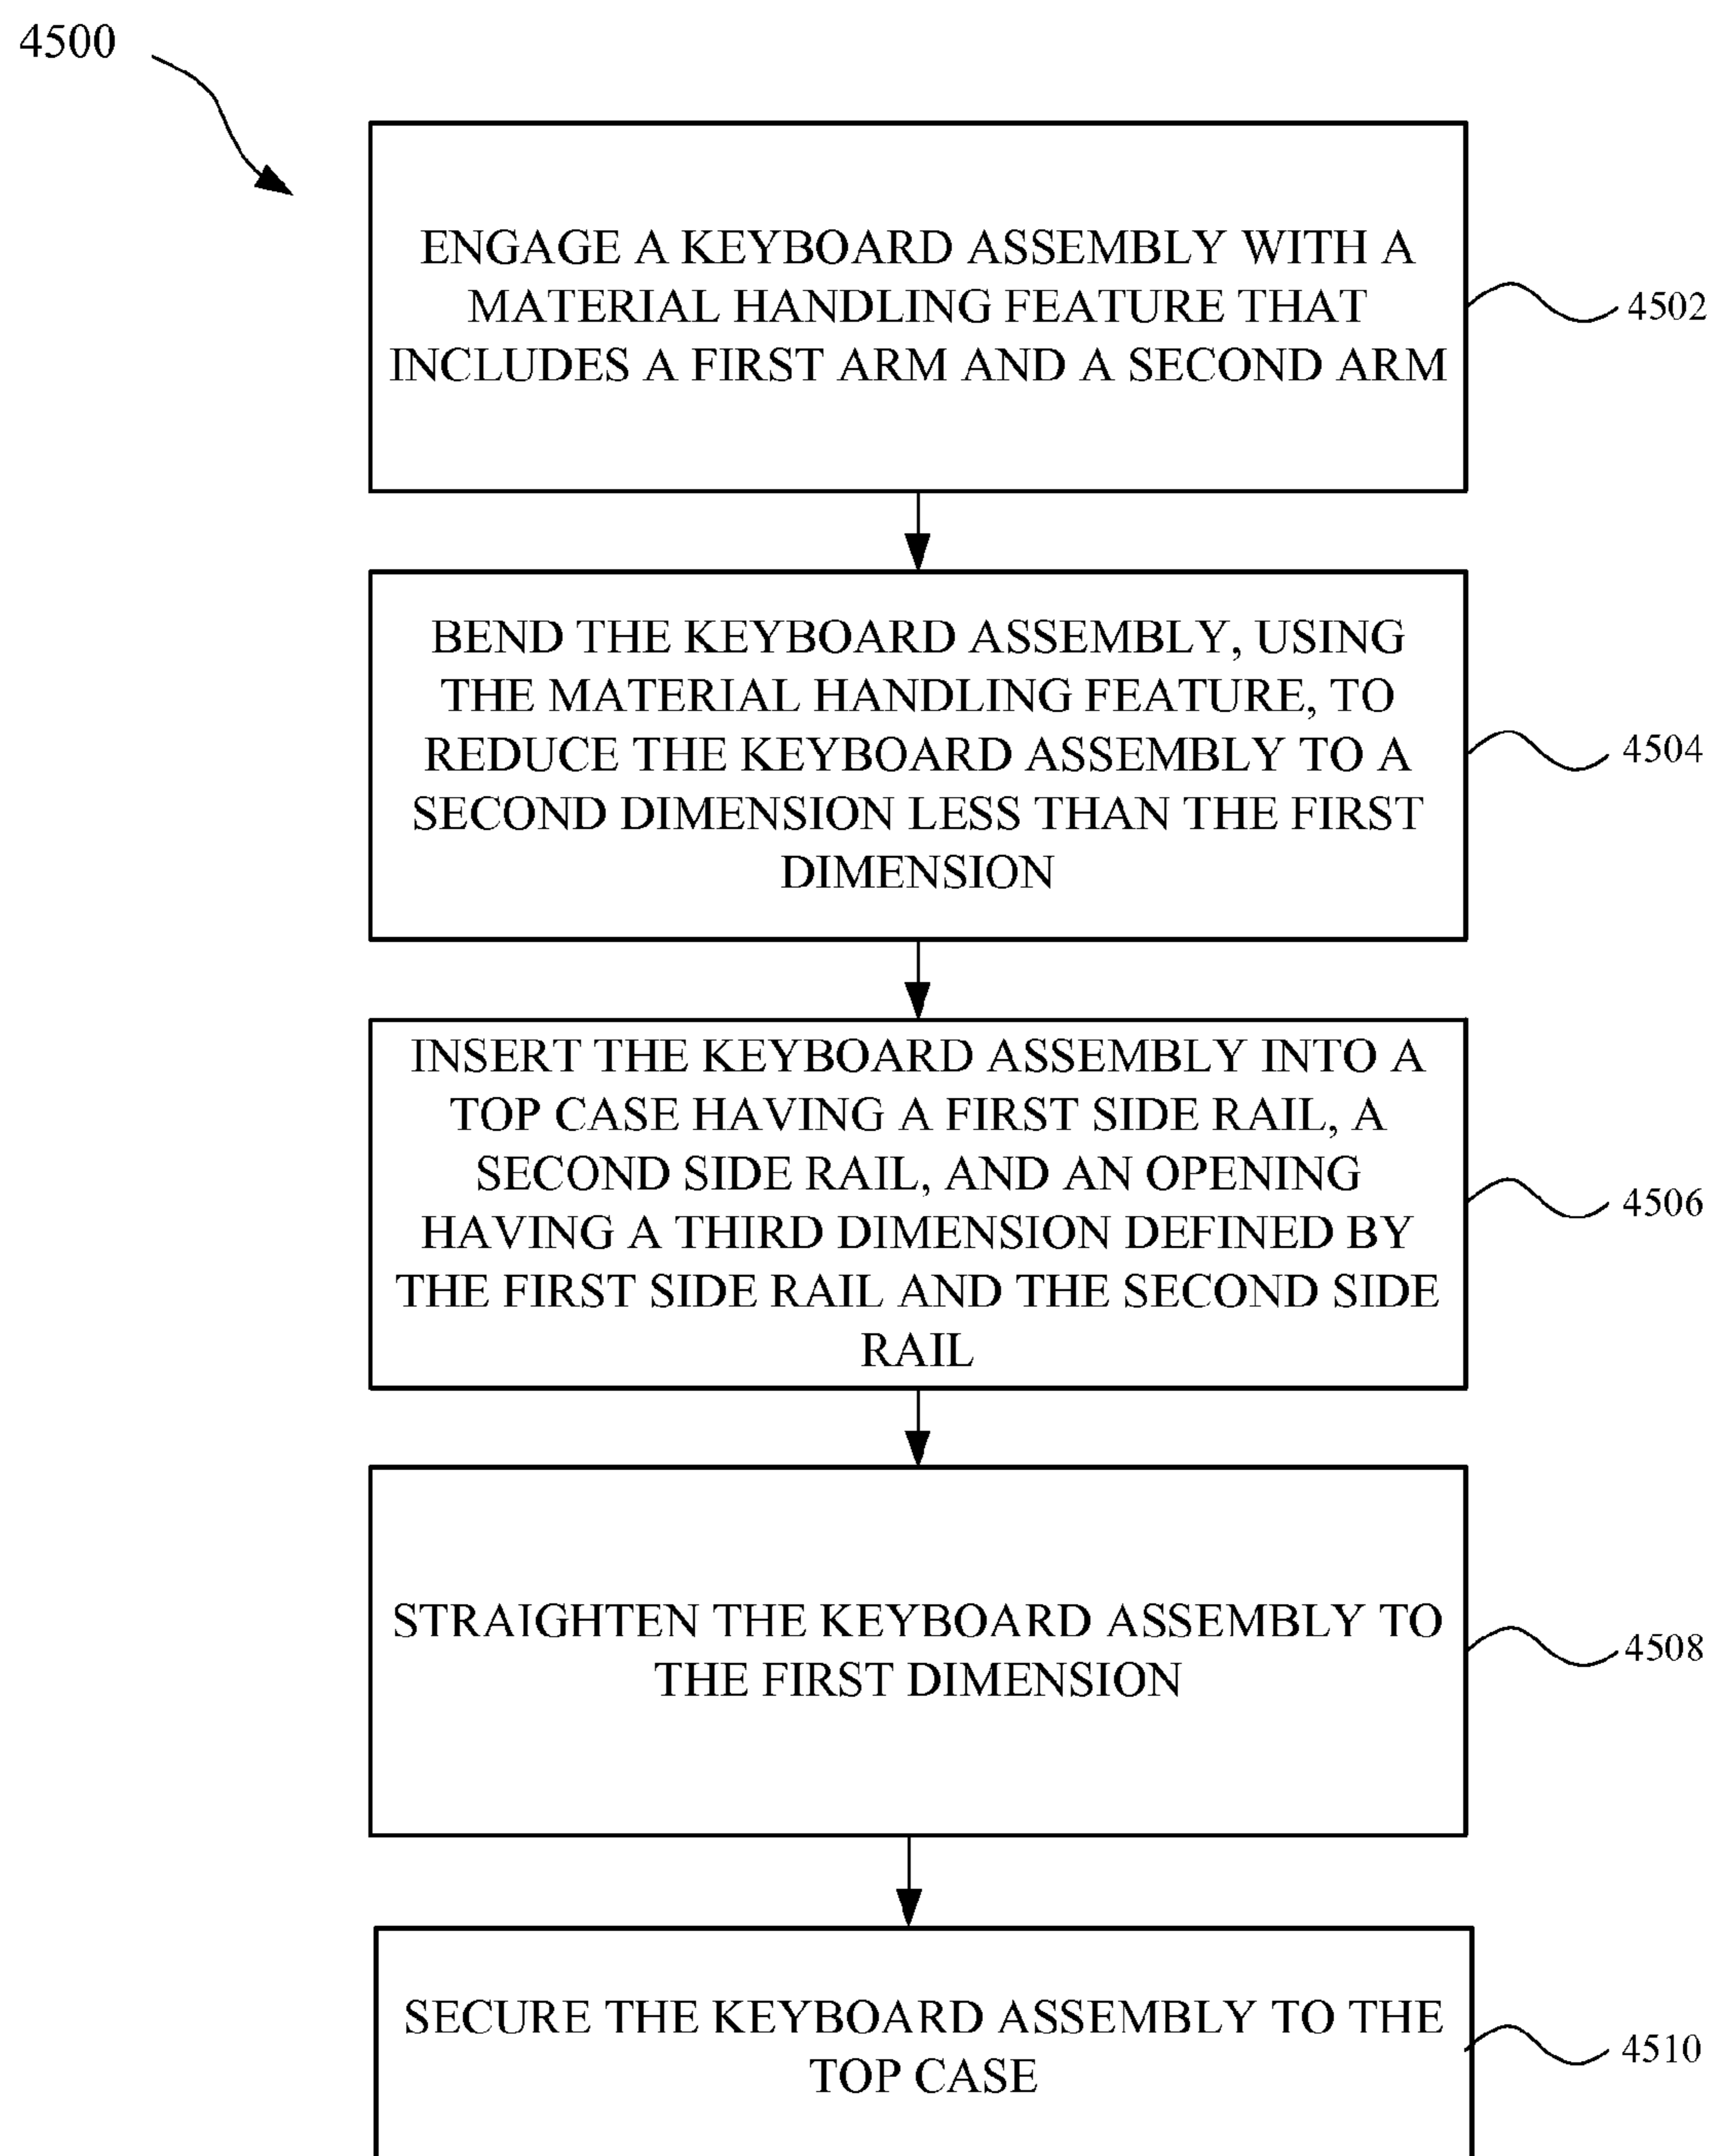 4500
ENGAGE A KEYBOARD ASSEMBLY WITH A
MATERIAL HANDLING FEATURE THAT
INCLUDES A FIRST ARM AND A SECOND ARM
4502
BEND THE KEYBOARD ASSEMBLY, USING
THE MATERIAL HANDLING FEATURE, TO
REDUCE THE KEYBOARD ASSEMBLY TO A
SECOND DIMENSION LESS THAN THE FIRST
DIMENSION
4504
INSERT THE KEYBOARD ASSEMBLY INTO A
TOP CASE HAVING A FIRST SIDE RAIL, A
SECOND SIDE RAIL, AND AN OPENING
HAVING A THIRD DIMENSION DEFINED BY
THE FIRST SIDE RAIL AND THE SECOND SIDE
RAIL
4506
STRAIGHTEN THE KEYBOARD ASSEMBLY TO
THE FIRST DIMENSION
4508
SECURE THE KEYBOARD ASSEMBLY TO THE
TOP CASE
4510